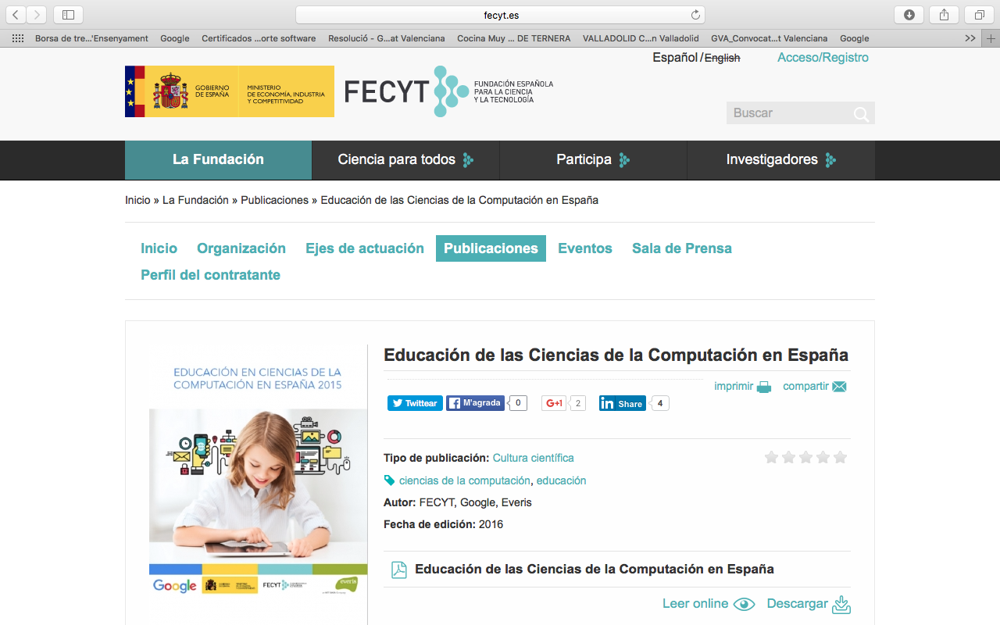 fecyt.es
Borsa de tre...'Ensenyament Google Certificados ...orte software Resolució - G...at Valenciana Cocina Muy ... DE TERNERA VALLADOLID C...n Valladolid GVA_Convocat...t Valenciana Google >>
Español / English Acceso/Registro
GOBIERNO
DE ESPAÑA
MINISTERIO
DE ECONOMÍA, INDUSTRIA
Y COMPETITIVIDAD
FECYT
FUNDACIÓN ESPAÑOLA
PARA LA CIENCIA
Y LA TECNOLOGÍA
Buscar
La Fundación Ciencia para todos Participa Investigadores
Inicio » La Fundación » Publicaciones » Educación de las Ciencias de la Computación en España
Inicio Organización Ejes de actuación Publicaciones Eventos Sala de Prensa
Perfil del contratante
EDUCACIÓN EN CIENCIAS DE LA
COMPUTACIÓN EN ESPAÑA 2015
Google FECYT everis
Educación de las Ciencias de la Computación en España
imprimir compartir
Twittear M'agrada 0 G+1 2 in Share 4
Tipo de publicación: Cultura científica
ciencias de la computación, educación
Autor: FECYT, Google, Everis
Fecha de edición: 2016
Educación de las Ciencias de la Computación en España
Leer online Descargar